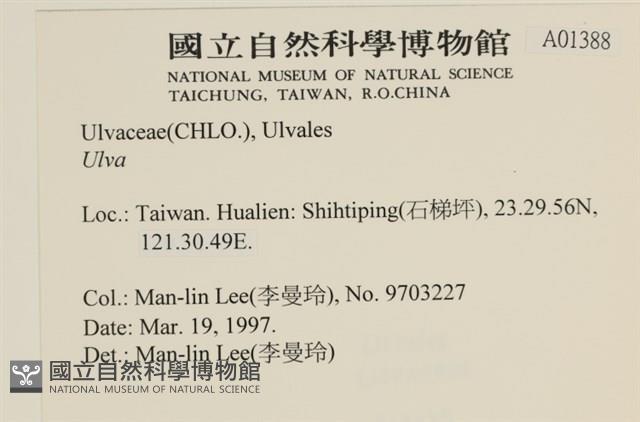 國立自然科學博物館 A01388
NATIONAL MUSEUM OF NATURAL SCIENCE
TAICHUNG, TAIWAN, R.O.CHINA
Ulvaceae(CHLO.), Ulvales
Ulva
Loc.: Taiwan. Hualien: Shihtiping(石梯坪), 23.29.56N,
121.30.49E.
Col.: Man-lin Lee(李曼玲), No. 9703227
Date: Mar. 19, 1997.
Det.: Man-lin Lee(李曼玲)
國立自然科學博物館
NATIONAL MUSEUM OF NATURAL SCIENCE